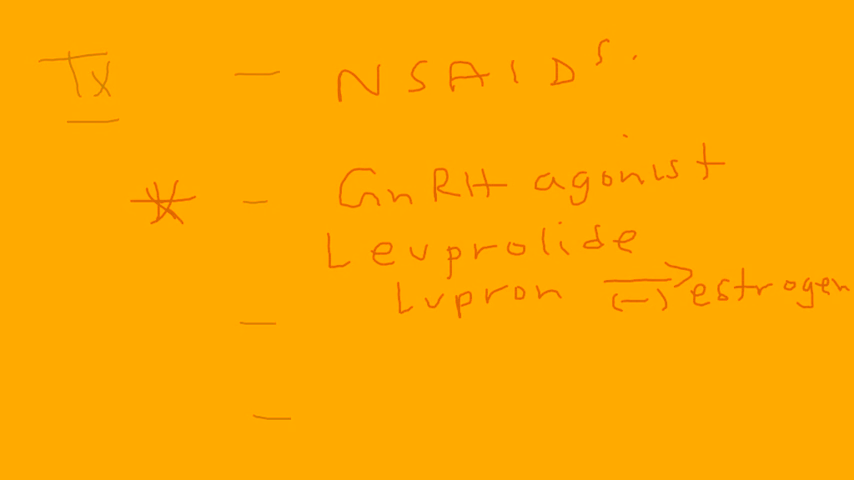 Tx - NSAIDs.
* - GnRH agonist
Leuprolide
Lupron (-)→ estrogen
-
-